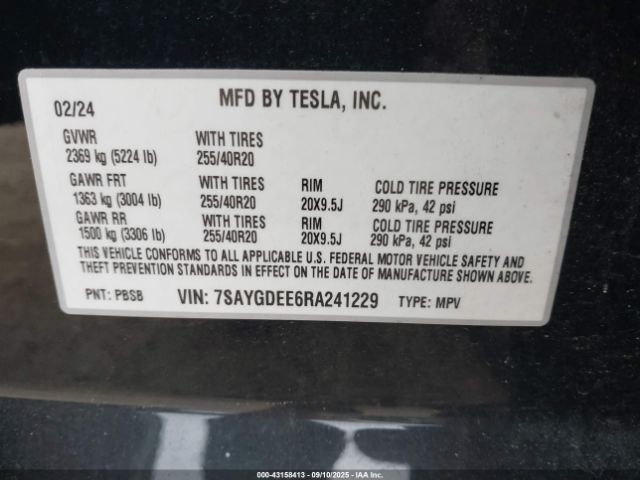 02/24 MFD BY TESLA, INC.
GVWR WITH TIRES
2369 kg (5224 lb) 255/40R20
GAWR FRT WITH TIRES RIM COLD TIRE PRESSURE
1363 kg (3004 lb) 255/40R20 20X9.5J 290 kPa, 42 psi
GAWR RR WITH TIRES RIM COLD TIRE PRESSURE
1500 kg (3306 lb) 255/40R20 20X9.5J 290 kPa, 42 psi
THIS VEHICLE CONFORMS TO ALL APPLICABLE U.S. FEDERAL MOTOR VEHICLE SAFETY AND
THEFT PREVENTION STANDARDS IN EFFECT ON THE DATE OF MANUFACTURE SHOWN ABOVE.
PNT: PBSB VIN: 7SAYGDEE6RA241229 TYPE: MPV
000-43158413 - 09/10/2025 - IAA Inc.